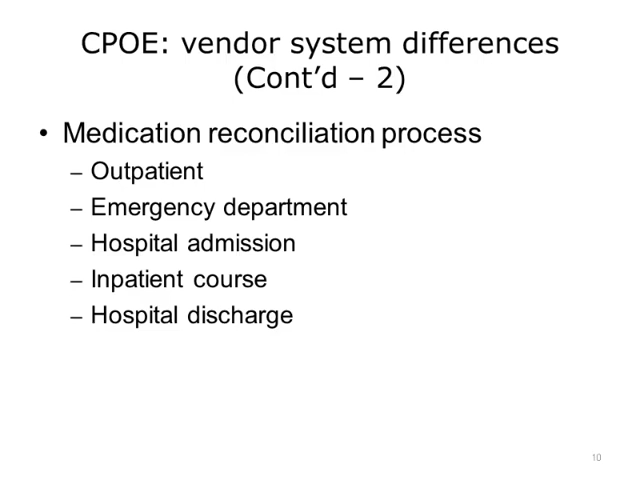 CPOE: vendor system differences
(Cont’d – 2)
• Medication reconciliation process
– Outpatient
– Emergency department
– Hospital admission
– Inpatient course
– Hospital discharge
10